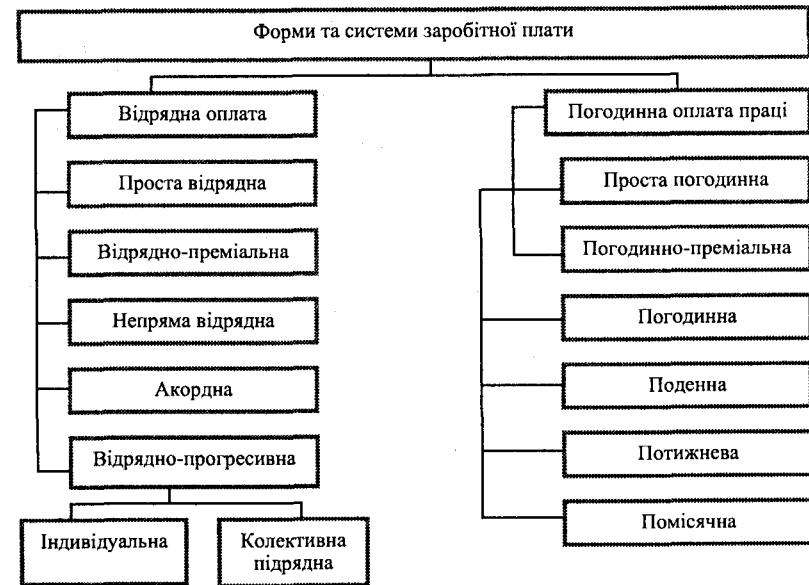 Форми та системи заробітної плати
Відрядна оплата
Проста відрядна
Відрядно-преміальна
Непряма відрядна
Акордна
Відрядно-прогресивна
Індивідуальна
Колективна
підрядна
Погодинна оплата праці
Проста погодинна
Погодинно-преміальна
Погодинна
Поденна
Потижнева
Помісячна